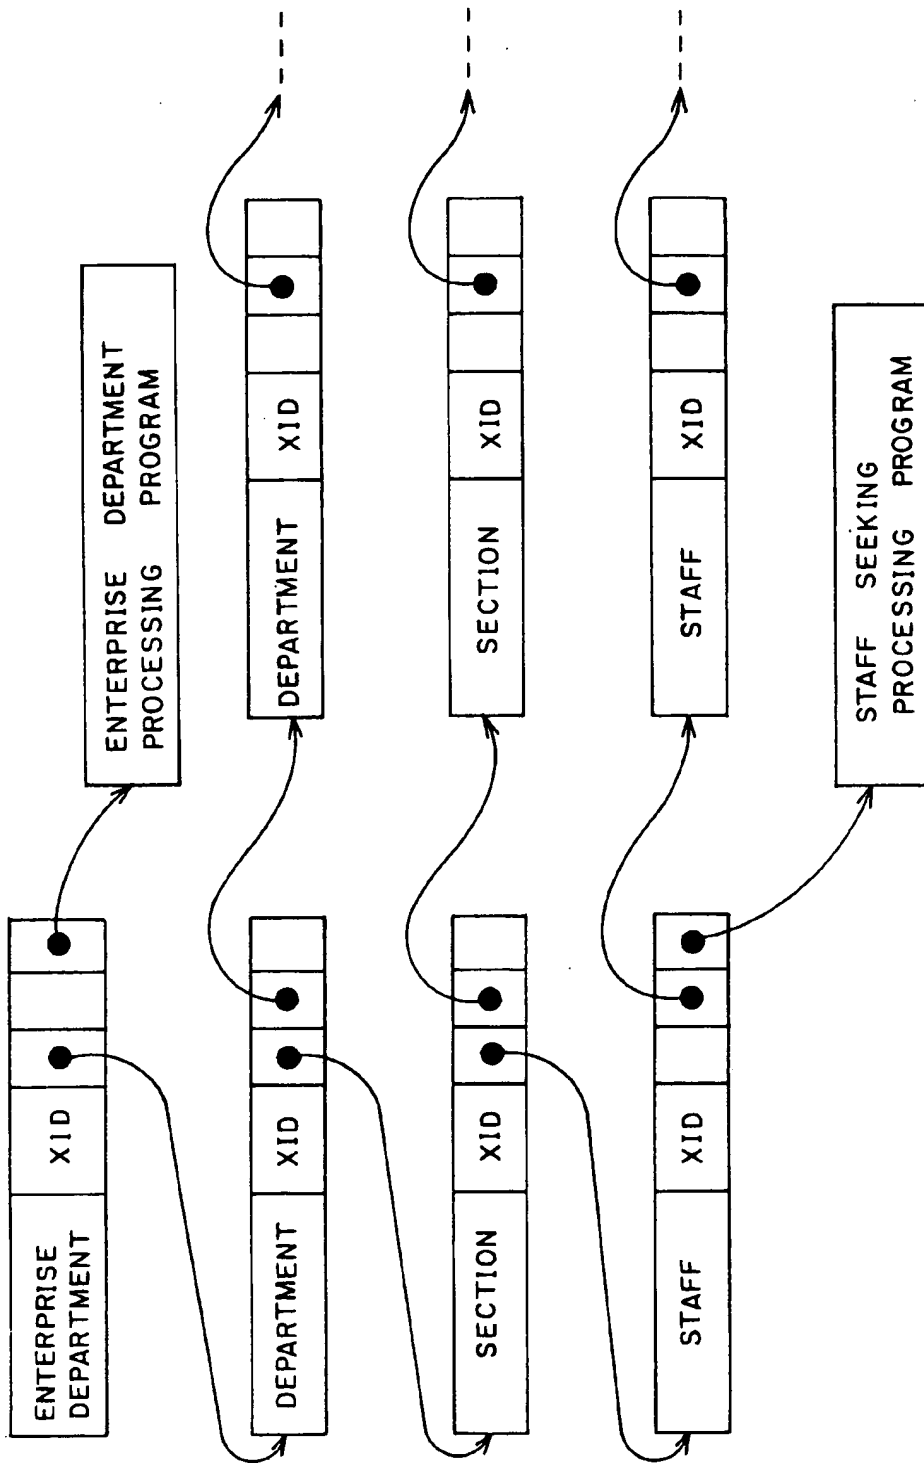 ENTERPRISE
DEPARTMENT
XID
ENTERPRISE DEPARTMENT
PROCESSING PROGRAM
DEPARTMENT
XID
DEPARTMENT
XID
SECTION
XID
SECTION
XID
STAFF
XID
STAFF
XID
STAFF SEEKING
PROCESSING PROGRAM